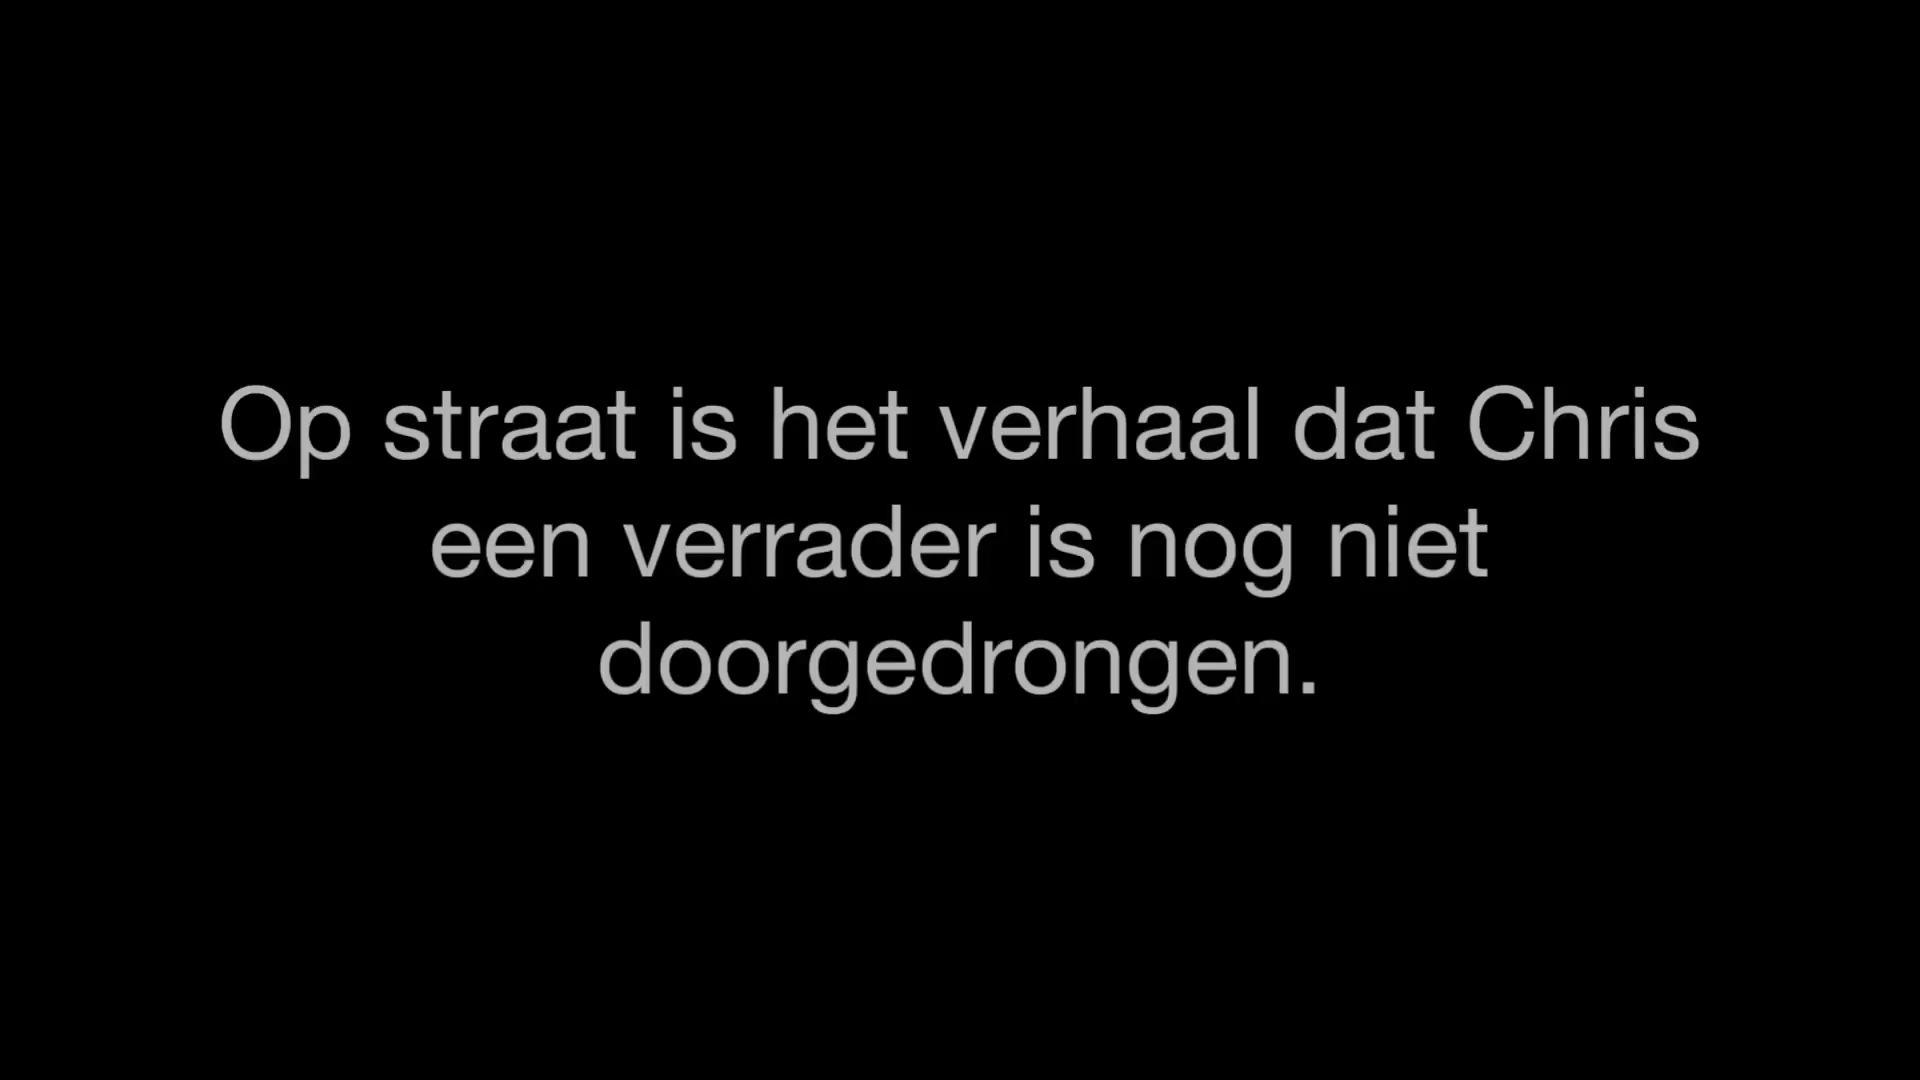 Op straat is het verhaal dat Chris
een verrader is nog niet
doorgedrongen.